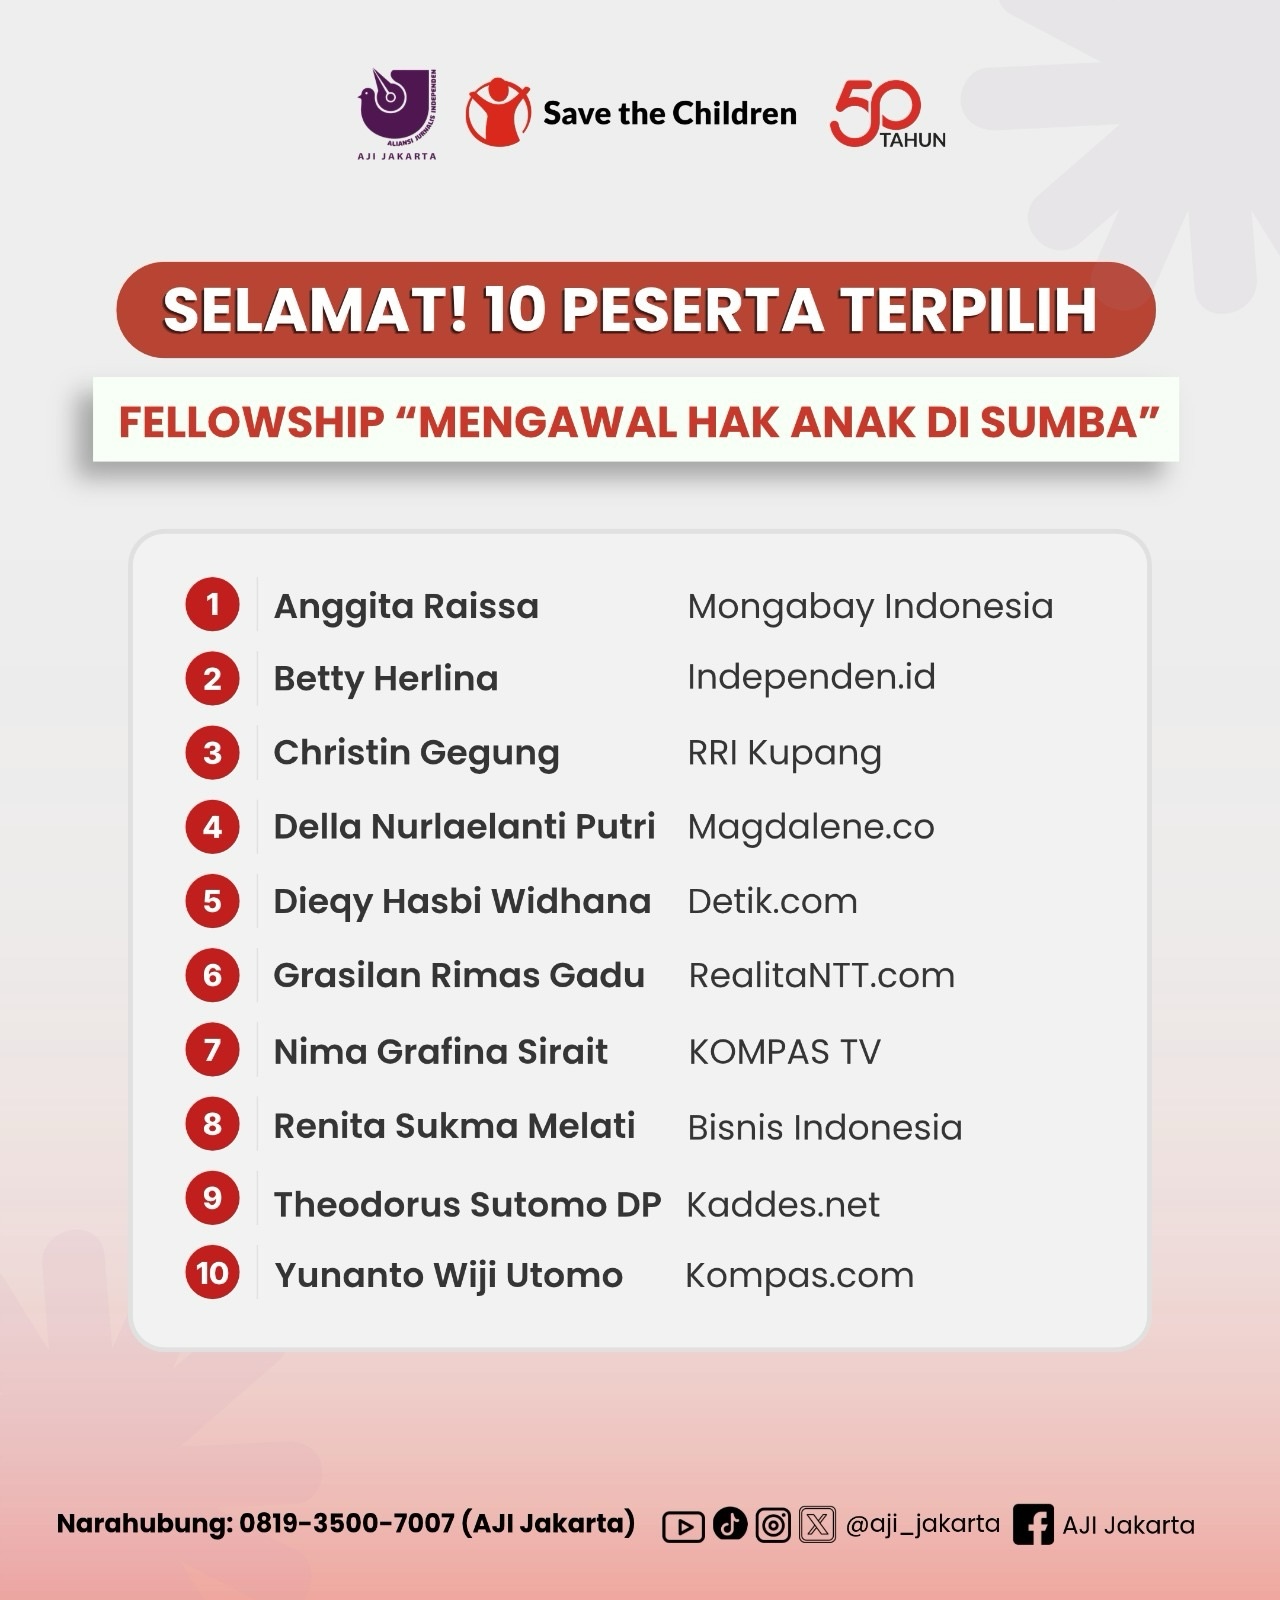 ALIANSI JURNALIS INDEPENDEN
AJI JAKARTA
Save the Children
50
TAHUN
SELAMAT! 10 PESERTA TERPILIH
FELLOWSHIP “MENGAWAL HAK ANAK DI SUMBA”
1 Anggita Raissa Mongabay Indonesia
2 Betty Herlina Independen.id
3 Christin Gegung RRI Kupang
4 Della Nurlaelanti Putri Magdalene.co
5 Dieqy Hasbi Widhana Detik.com
6 Grasilan Rimas Gadu RealitaNTT.com
7 Nima Grafina Sirait KOMPAS TV
8 Renita Sukma Melati Bisnis Indonesia
9 Theodorus Sutomo DP Kaddes.net
10 Yunanto Wiji Utomo Kompas.com
Narahubung: 0819-3500-7007 (AJI Jakarta) @aji_jakarta AJI Jakarta